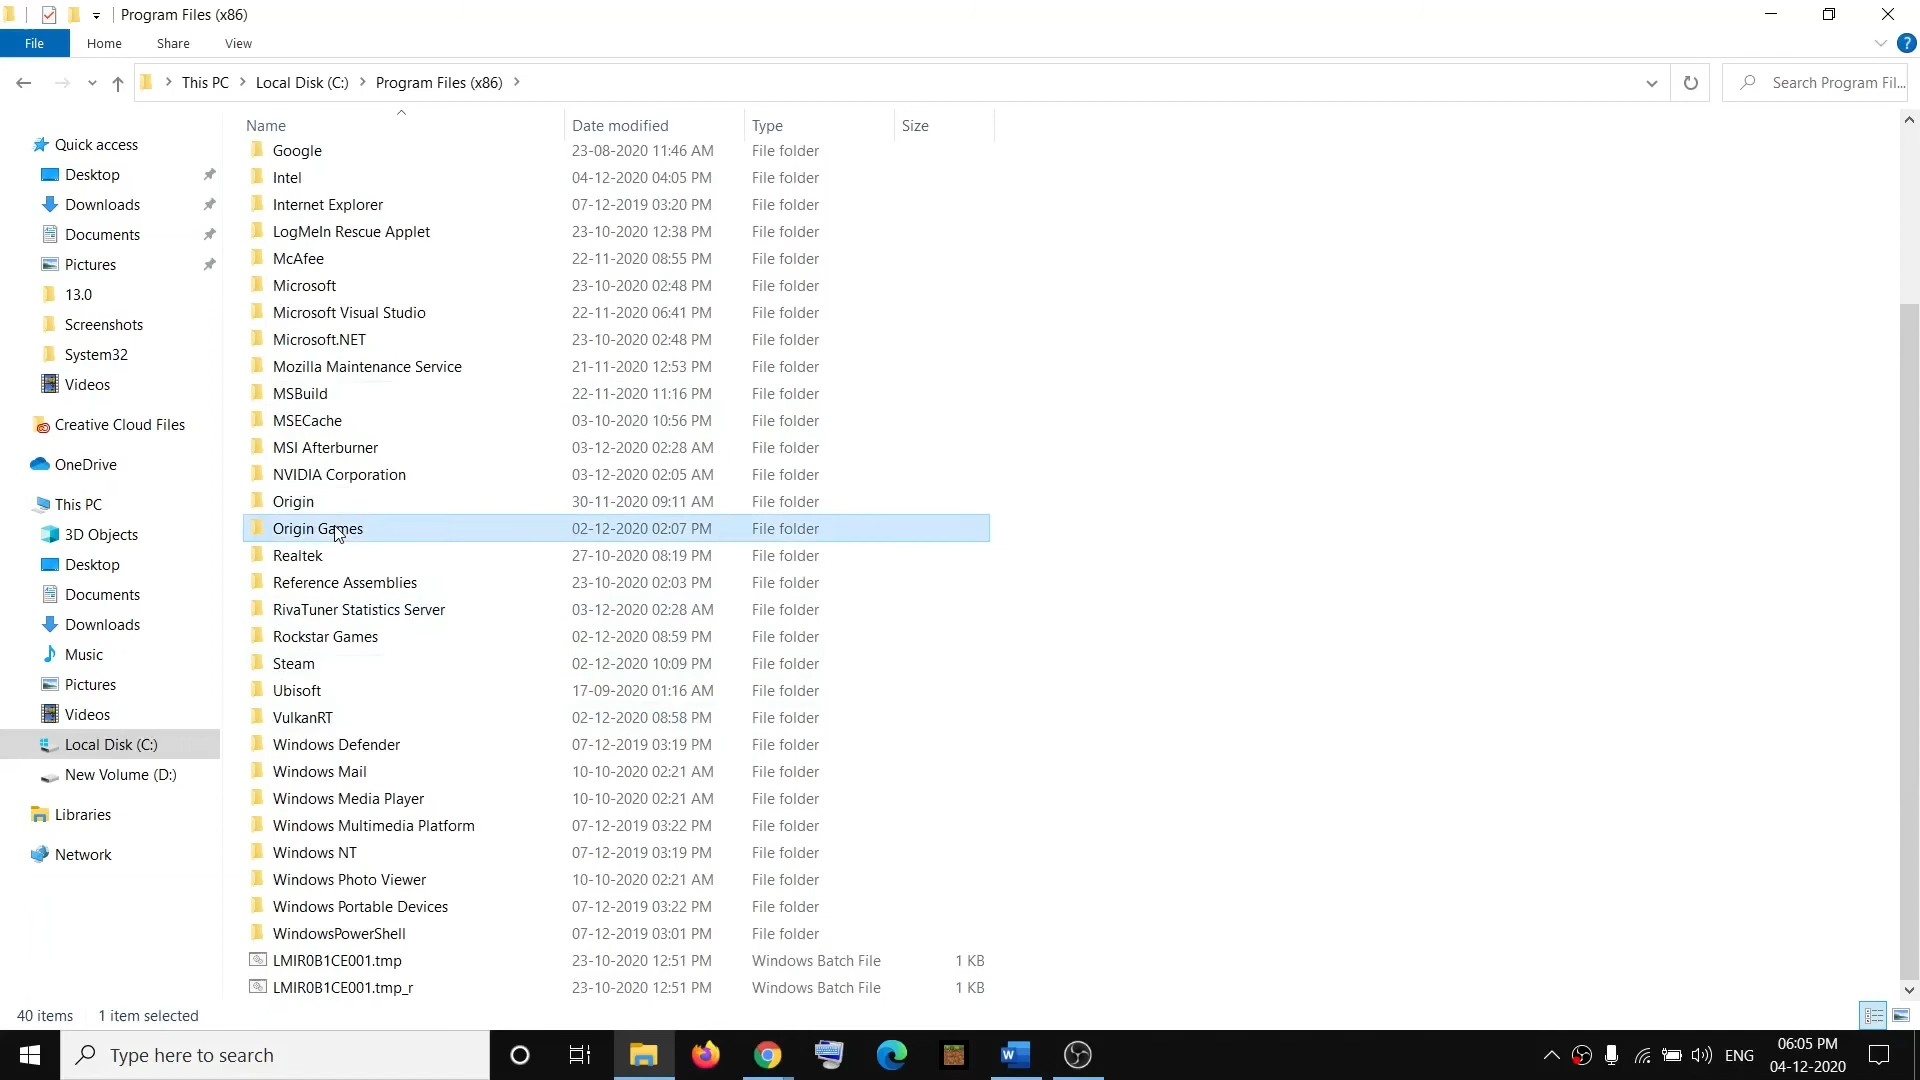 Program Files (x86)
File Home Share View
This PC Local Disk (C:) Program Files (x86)
Search Program Fil...
Name Date modified Type Size
Quick access
Desktop
Downloads
Documents
Pictures
13.0
Screenshots
System32
Videos
Creative Cloud Files
OneDrive
This PC
3D Objects
Desktop
Documents
Downloads
Music
Pictures
Videos
Local Disk (C:)
New Volume (D:)
Libraries
Network
Google 23-08-2020 11:46 AM File folder
Intel 04-12-2020 04:05 PM File folder
Internet Explorer 07-12-2019 03:20 PM File folder
LogMeIn Rescue Applet 23-10-2020 12:38 PM File folder
McAfee 22-11-2020 08:55 PM File folder
Microsoft 23-10-2020 02:48 PM File folder
Microsoft Visual Studio 22-11-2020 06:41 PM File folder
Microsoft.NET 23-10-2020 02:48 PM File folder
Mozilla Maintenance Service 21-11-2020 12:53 PM File folder
MSBuild 22-11-2020 11:16 PM File folder
MSECache 03-10-2020 10:56 PM File folder
MSI Afterburner 03-12-2020 02:28 AM File folder
NVIDIA Corporation 03-12-2020 02:05 AM File folder
Origin 30-11-2020 09:11 AM File folder
Origin Games 02-12-2020 02:07 PM File folder
Realtek 27-10-2020 08:19 PM File folder
Reference Assemblies 23-10-2020 02:03 PM File folder
RivaTuner Statistics Server 03-12-2020 02:28 AM File folder
Rockstar Games 02-12-2020 08:59 PM File folder
Steam 02-12-2020 10:09 PM File folder
Ubisoft 17-09-2020 01:16 AM File folder
VulkanRT 02-12-2020 08:58 PM File folder
Windows Defender 07-12-2019 03:19 PM File folder
Windows Mail 10-10-2020 02:21 AM File folder
Windows Media Player 10-10-2020 02:21 AM File folder
Windows Multimedia Platform 07-12-2019 03:22 PM File folder
Windows NT 07-12-2019 03:19 PM File folder
Windows Photo Viewer 10-10-2020 02:21 AM File folder
Windows Portable Devices 07-12-2019 03:22 PM File folder
WindowsPowerShell 07-12-2019 03:01 PM File folder
LMIR0B1CE001.tmp 23-10-2020 12:51 PM Windows Batch File 1 KB
LMIR0B1CE001.tmp_r 23-10-2020 12:51 PM Windows Batch File 1 KB
40 items 1 item selected
Type here to search
ENG
06:05 PM
04-12-2020